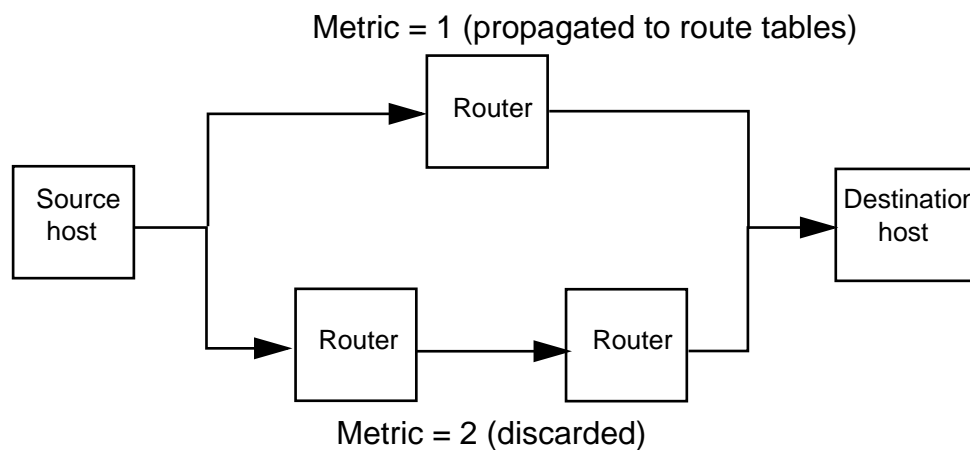 Metric = 1 (propagated to route tables)
Router
Source
host
Destination
host
Router
Router
Metric = 2 (discarded)